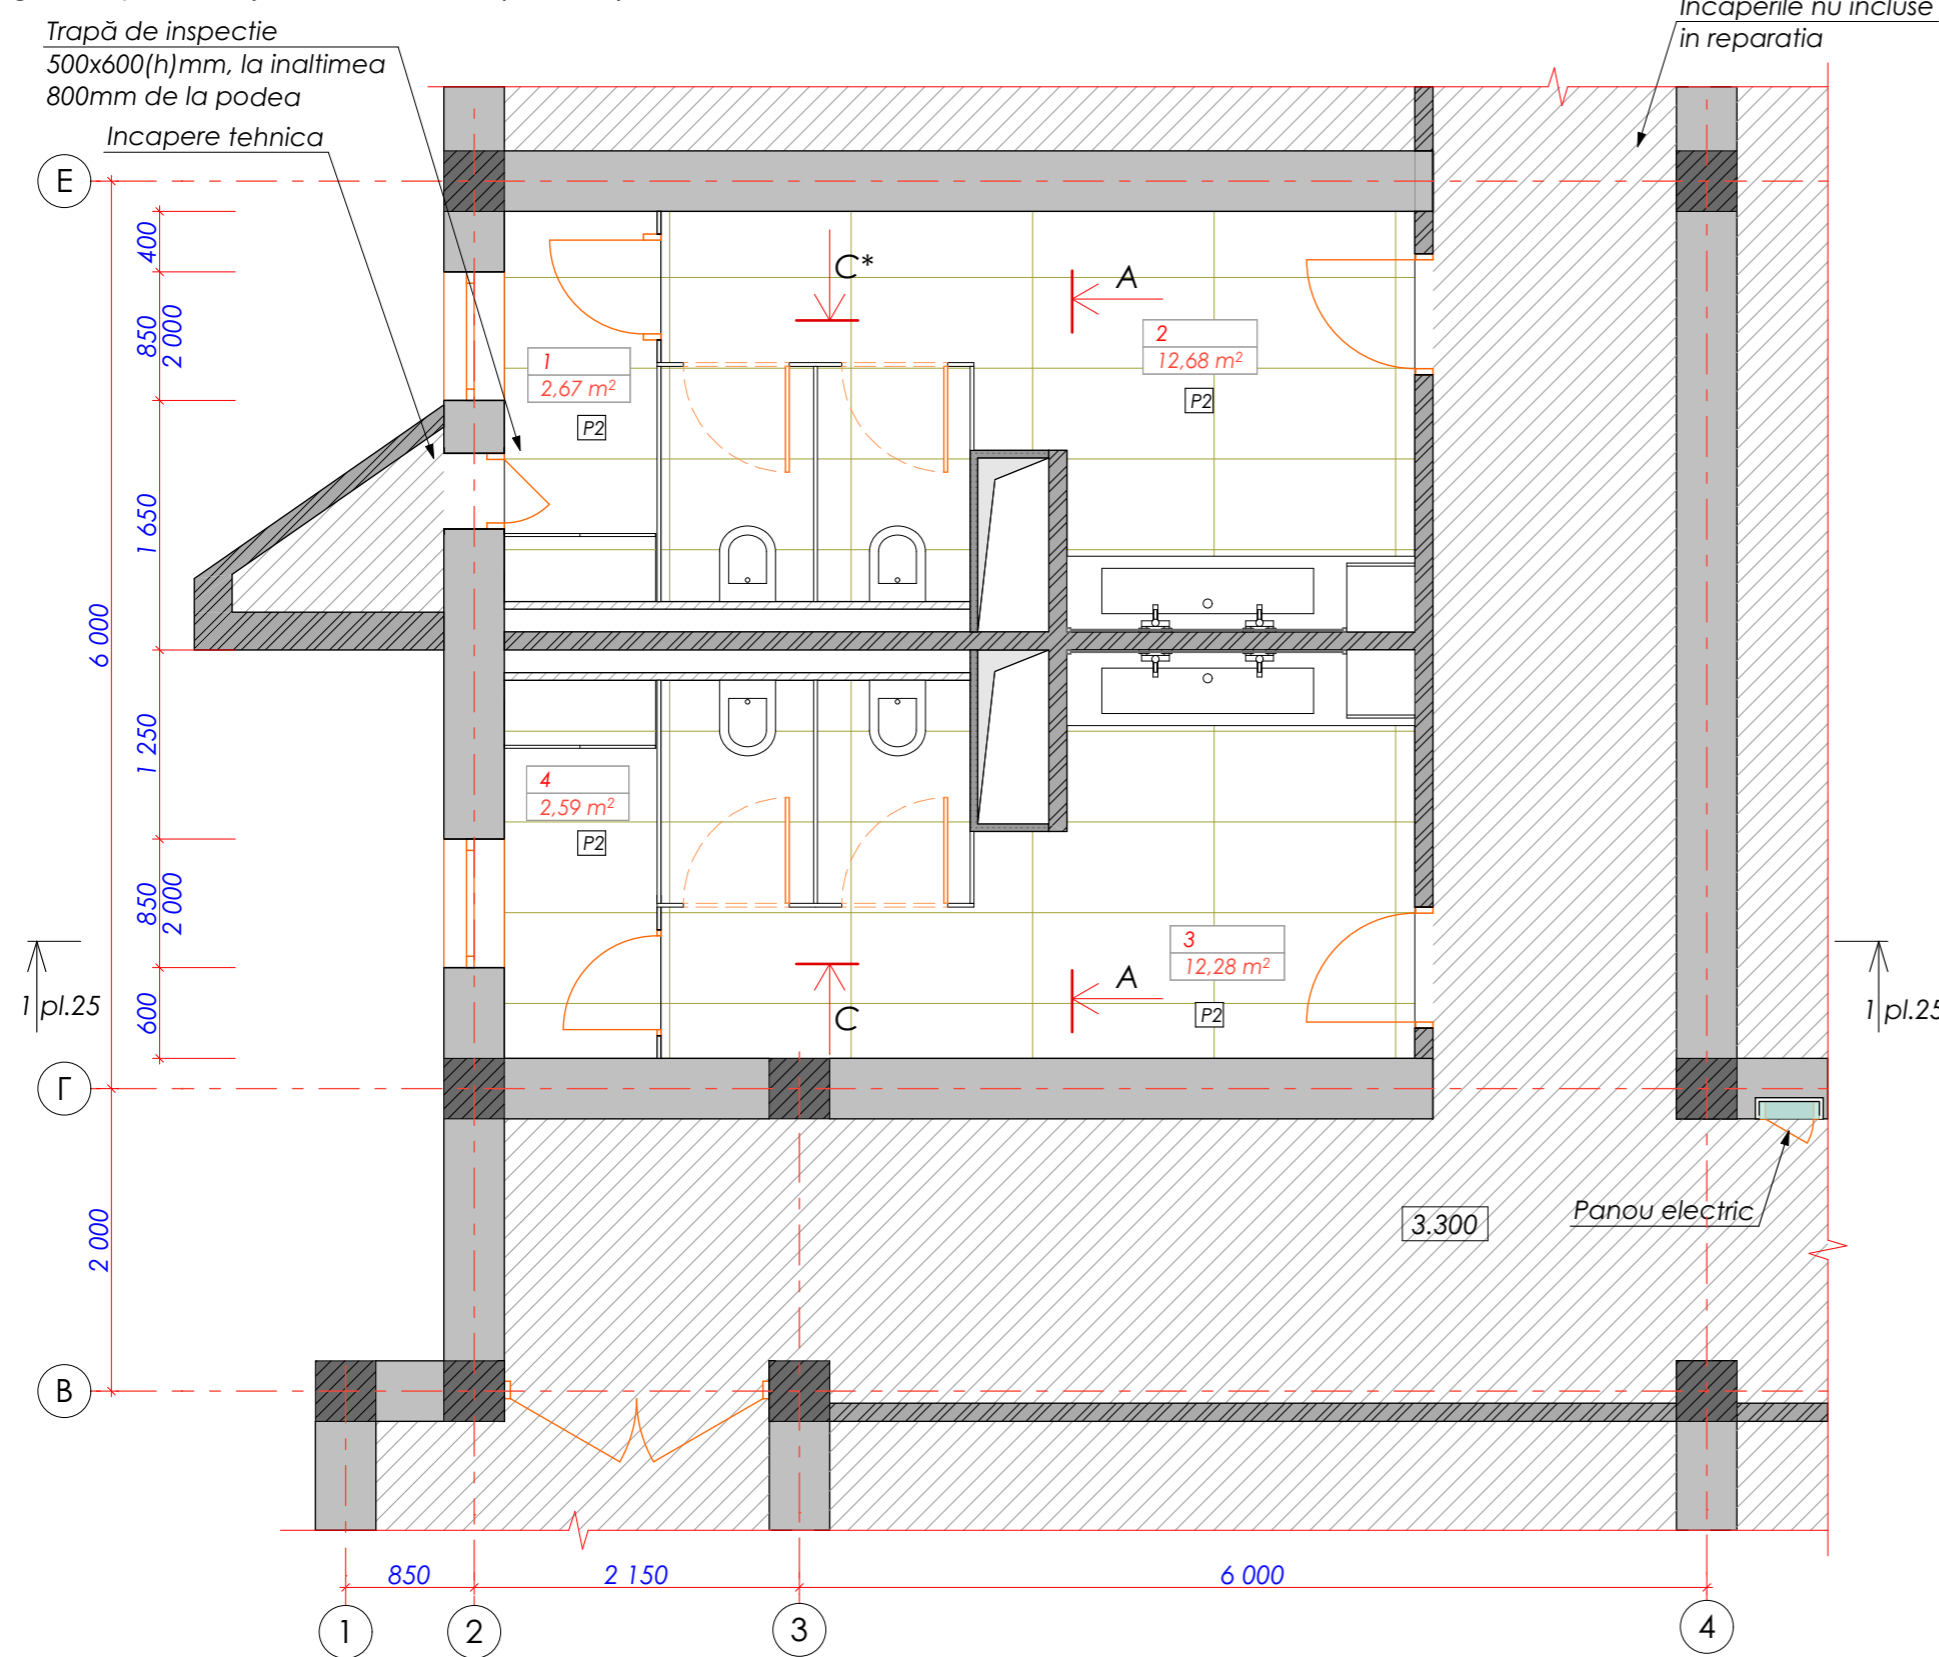 Incaperile nu incluse
in reparatia
Trapă de inspectie
500x600(h)mm, la inaltimea
800mm de la podea
Incapere tehnica
E
400
850
2 000
1 650
6 000
1 250
850
2 000
600
Г
2 000
В
C*
A
1
2,67 m²
P2
2
12,68 m²
P2
4
2,59 m²
P2
3
12,28 m²
P2
A
C
1 pl.25
1 pl.25
3.300
Panou electric
850
2 150
6 000
1
2
3
4